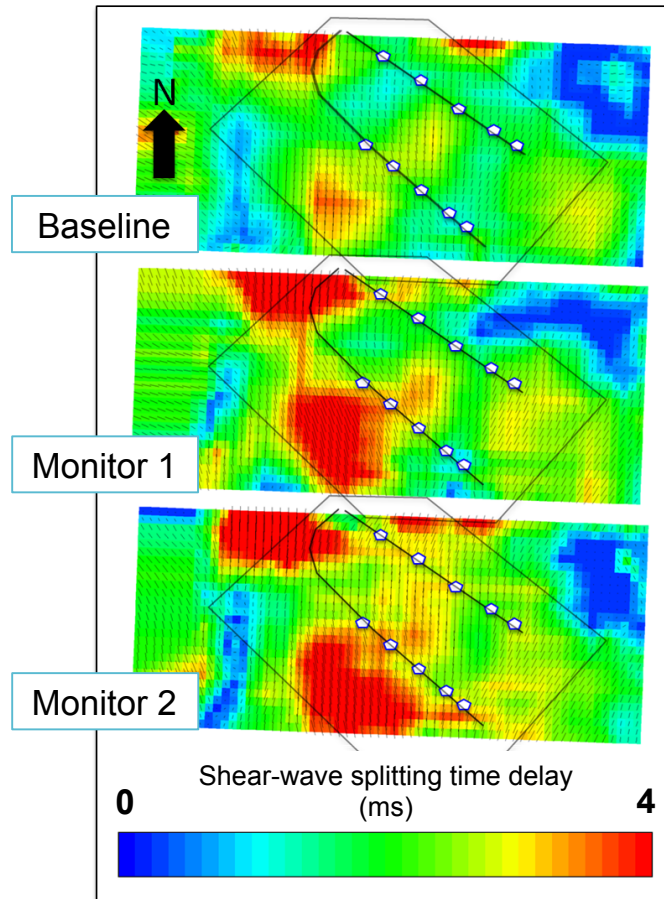 N
Baseline
Monitor 1
Monitor 2
Shear-wave splitting time delay
(ms)
0
4